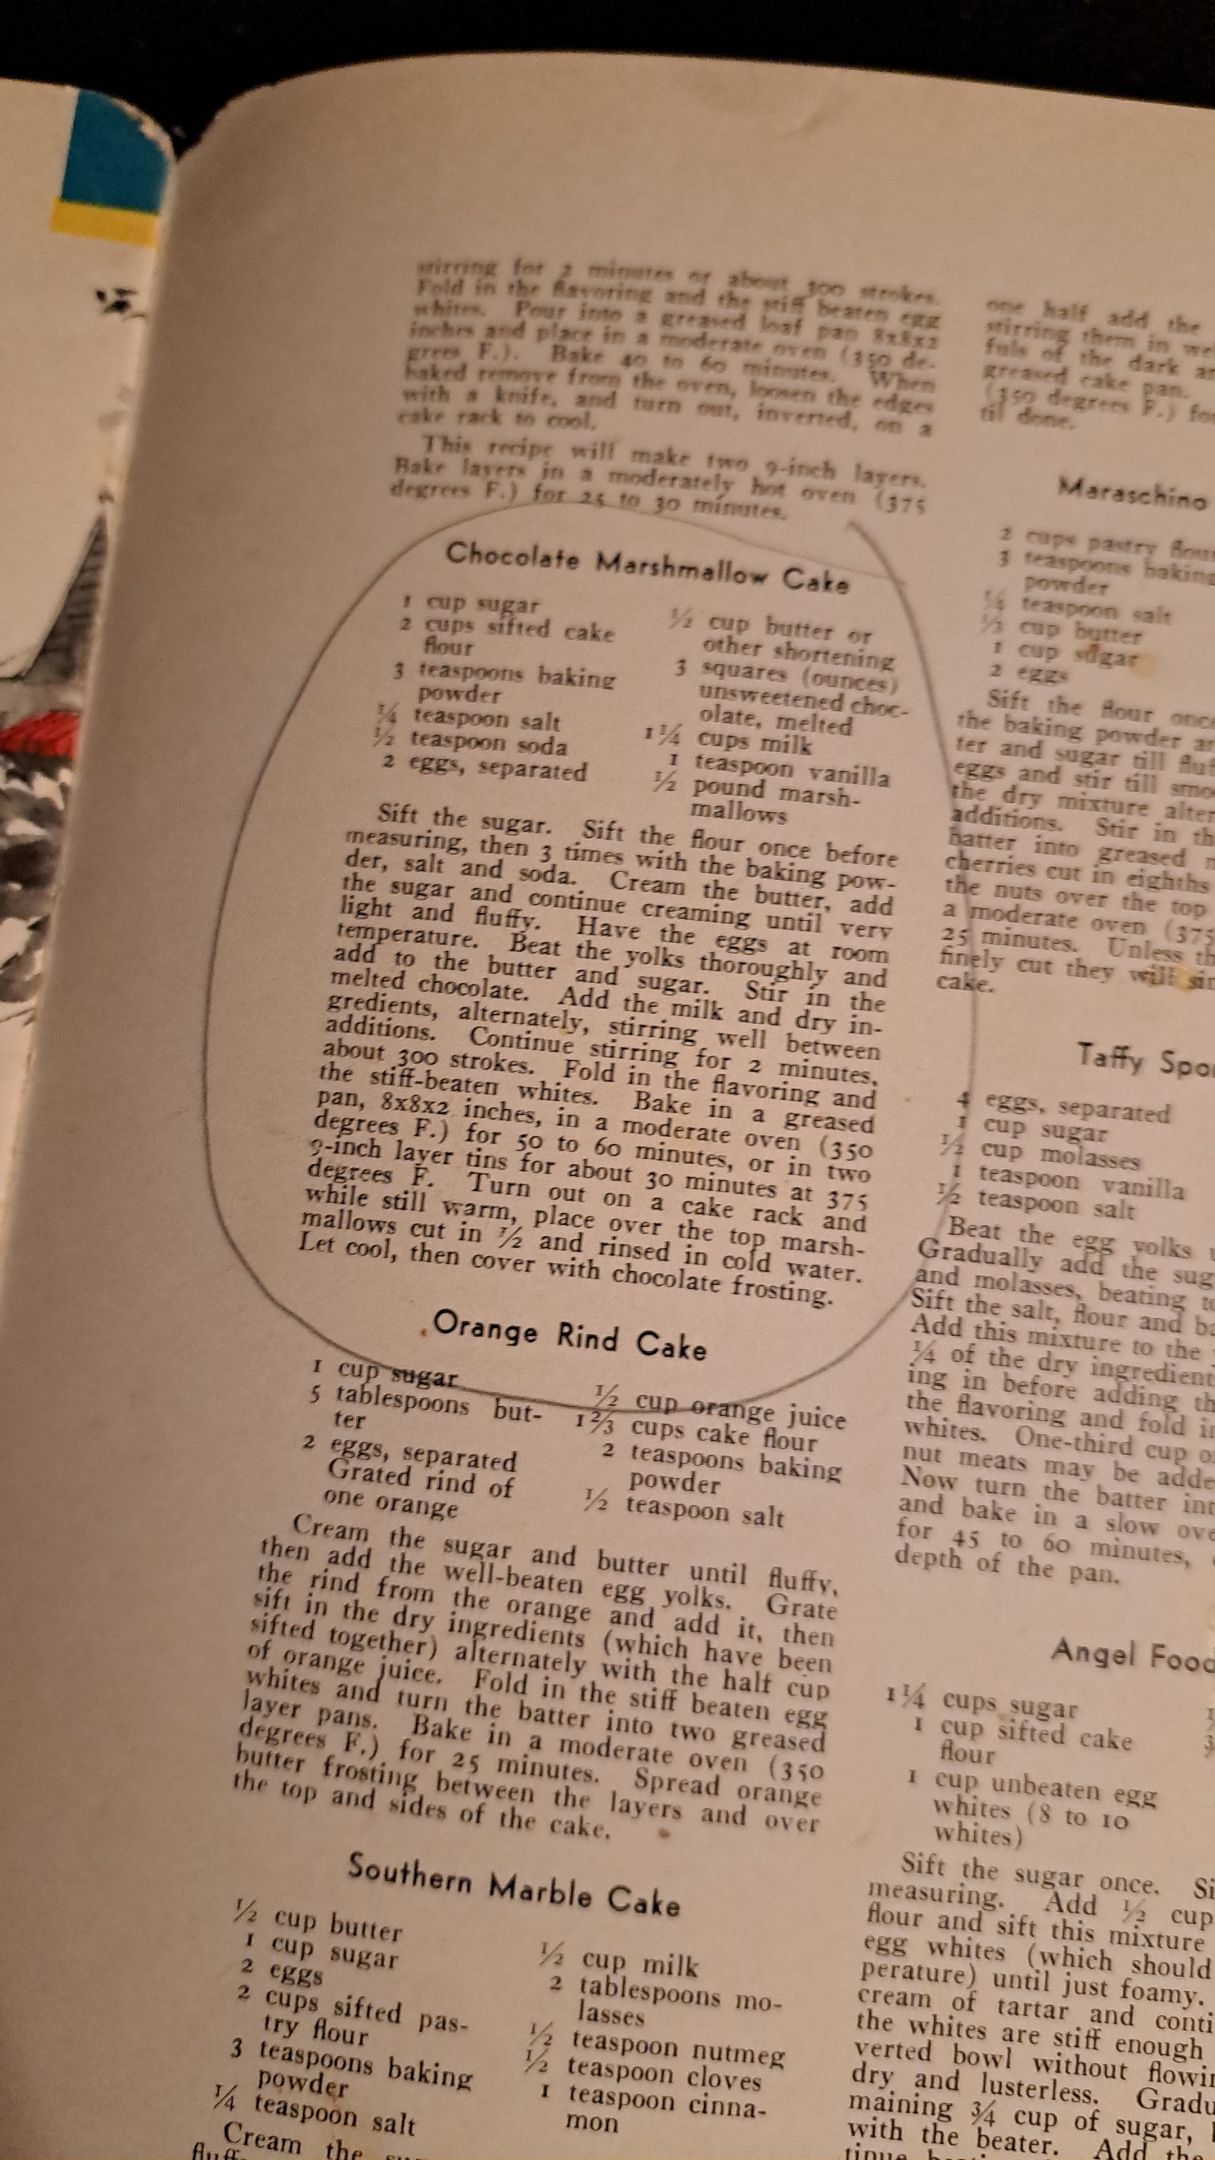 stirring for 2 minutes or about 300 strokes.
Fold in the flavoring and the stiff beaten egg
whites. Pour into a greased loaf pan 8x8x2
inches and place in a moderate oven (350 de-
grees F.). Bake 40 to 60 minutes. When
baked remove from the oven, loosen the edges
with a knife, and turn out, inverted, on a
cake rack to cool.
This recipe will make two 9-inch layers.
Bake layers in a moderately hot oven (375
degrees F.) for 25 to 30 minutes.
Chocolate Marshmallow Cake
1 cup sugar
2 cups sifted cake
flour
3 teaspoons baking
powder
¼ teaspoon salt
½ teaspoon soda
2 eggs, separated
½ cup butter or
other shortening
3 squares (ounces)
unsweetened choc-
olate, melted
1¼ cups milk
1 teaspoon vanilla
½ pound marsh-
mallows
Sift the sugar. Sift the flour once before
measuring, then 3 times with the baking pow-
der, salt and soda. Cream the butter, add
the sugar and continue creaming until very
light and fluffy. Have the eggs at room
temperature. Beat the yolks thoroughly and
add to the butter and sugar. Stir in the
melted chocolate. Add the milk and dry in-
gredients, alternately, stirring well between
additions. Continue stirring for 2 minutes,
about 300 strokes. Fold in the flavoring and
the stiff-beaten whites. Bake in a greased
pan, 8x8x2 inches, in a moderate oven (350
degrees F.) for 50 to 60 minutes, or in two
9-inch layer tins for about 30 minutes at 375
degrees F. Turn out on a cake rack and
while still warm, place over the top marsh-
mallows cut in ½ and rinsed in cold water.
Let cool, then cover with chocolate frosting.
Orange Rind Cake
1 cup sugar
5 tablespoons but-
ter
2 eggs, separated
Grated rind of
one orange
½ cup orange juice
1⅔ cups cake flour
2 teaspoons baking
powder
½ teaspoon salt
Cream the sugar and butter until fluffy,
then add the well-beaten egg yolks. Grate
the rind from the orange and add it, then
sift in the dry ingredients (which have been
sifted together) alternately with the half cup
of orange juice. Fold in the stiff beaten egg
whites and turn the batter into two greased
layer pans. Bake in a moderate oven (350
degrees F.) for 25 minutes. Spread orange
butter frosting between the layers and over
the top and sides of the cake.
Southern Marble Cake
½ cup butter
1 cup sugar
2 eggs
2 cups sifted pas-
try flour
3 teaspoons baking
powder
¼ teaspoon salt
½ cup milk
2 tablespoons mo-
lasses
½ teaspoon nutmeg
½ teaspoon cloves
1 teaspoon cinna-
mon
Cream the
one half add the
stirring them in
fuls of the dark
greased cake pan.
(350 degrees F.)
til done.
Maraschino
2 cups pastry flour
3 teaspoons baking
powder
¼ teaspoon salt
⅓ cup butter
1 cup sugar
2 eggs
Sift the flour once
the baking powder
ter and sugar till
eggs and stir till
the dry mixture
additions. Stir in
batter into greased
cherries cut in eighths
the nuts over the top
a moderate oven (375
25 minutes. Unless
finely cut they will
cake.
Taffy
4 eggs, separated
1 cup sugar
½ cup molasses
1 teaspoon vanilla
½ teaspoon salt
Beat the egg yolks
Gradually add the
and molasses, beating
Sift the salt, flour and
Add this mixture to the
¼ of the dry
ing in before adding
the flavoring and fold
whites. One-third cup
nut meats may be
Now turn the batter
and bake in a slow
for 45 to 60 minutes,
depth of the pan.
Angel Food
1¼ cups sugar
1 cup sifted cake
flour
1 cup unbeaten egg
whites (8 to 10
whites)
Sift the sugar once.
measuring. Add ½ cup
flour and sift this mixture
egg whites (which should
perature) until just foamy.
cream of tartar and
the whites are stiff enough
verted bowl without
dry and lusterless.
maining ¾ cup of sugar,
with the beater. Add the